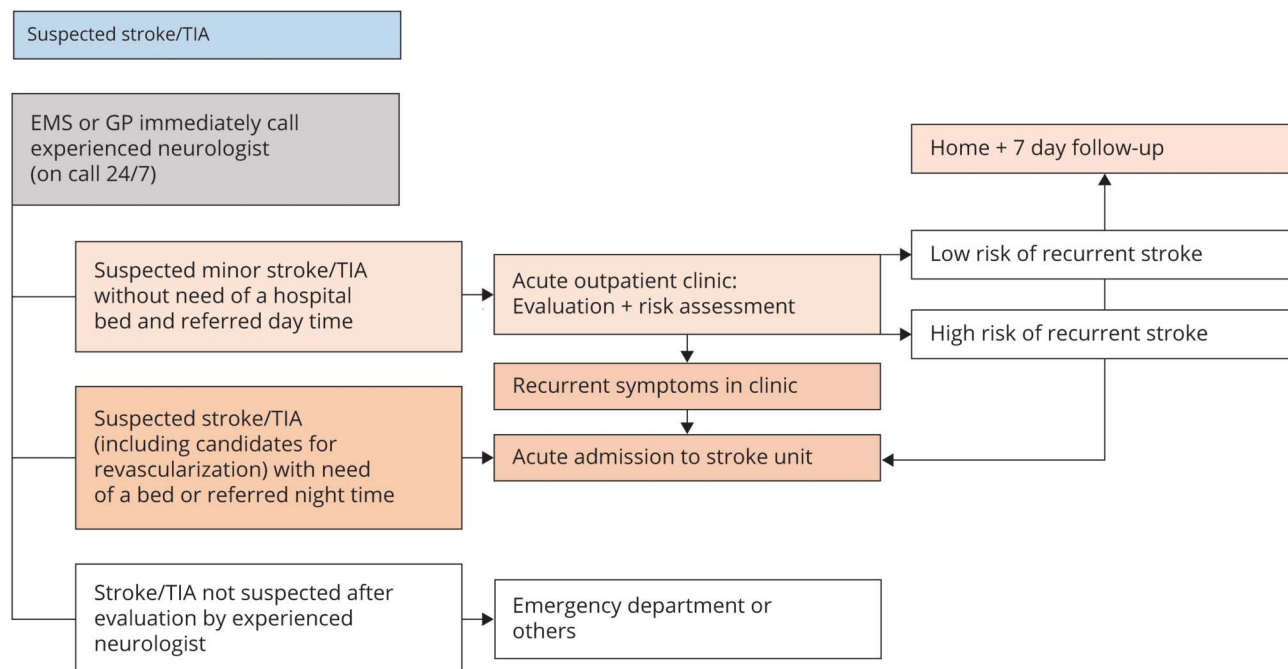 Suspected stroke/TIA
EMS or GP immediately call
experienced neurologist
(on call 24/7)
Suspected minor stroke/TIA
without need of a hospital
bed and referred day time
Acute outpatient clinic:
Evaluation + risk assessment
Home + 7 day follow-up
Low risk of recurrent stroke
High risk of recurrent stroke
Recurrent symptoms in clinic
Suspected stroke/TIA
(including candidates for
revascularization) with need
of a bed or referred night time
Acute admission to stroke unit
Stroke/TIA not suspected after
evaluation by experienced
neurologist
Emergency department or
others